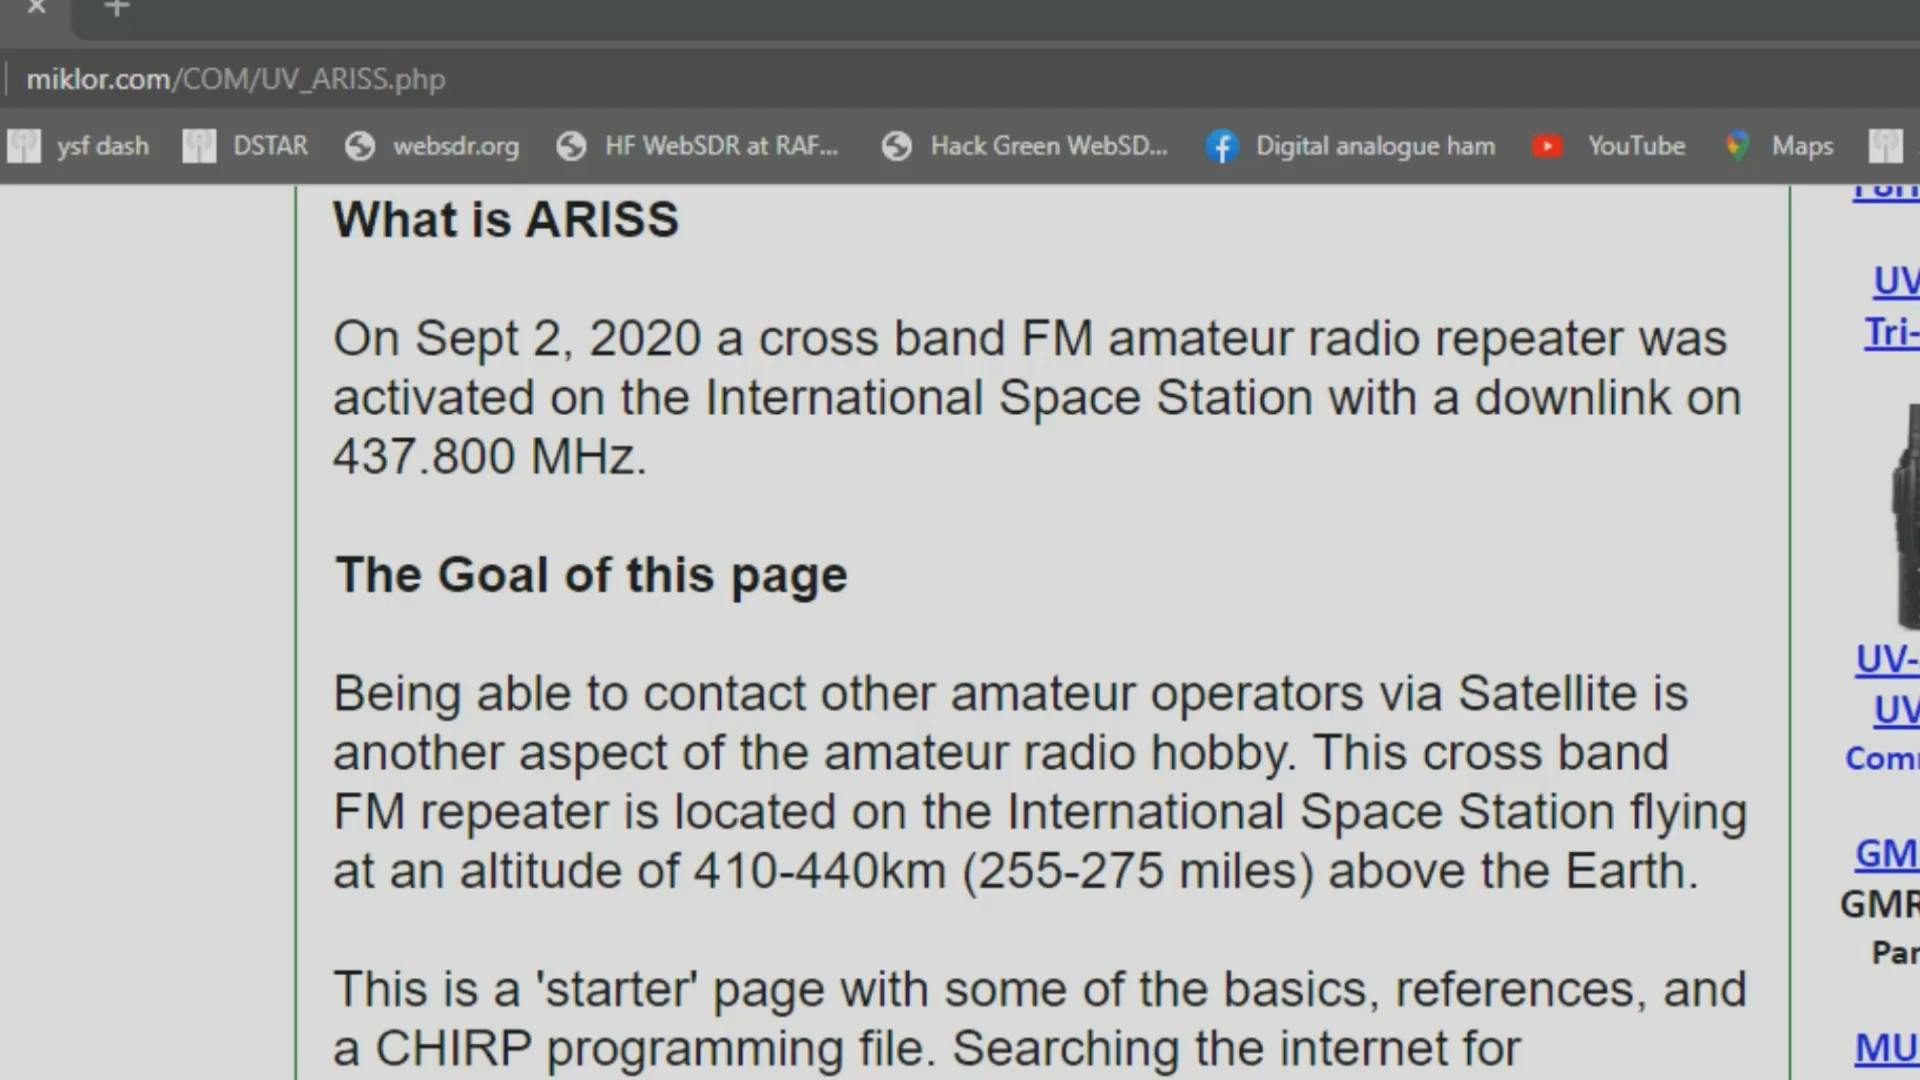 miklor.com/COM/UV_ARISS.php
ysf dash DSTAR websdr.org HF WebSDR at RAF... Hack Green WebSD... Digital analogue ham YouTube Maps
What is ARISS
On Sept 2, 2020 a cross band FM amateur radio repeater was
activated on the International Space Station with a downlink on
437.800 MHz.
The Goal of this page
Being able to contact other amateur operators via Satellite is
another aspect of the amateur radio hobby. This cross band
FM repeater is located on the International Space Station flying
at an altitude of 410-440km (255-275 miles) above the Earth.
This is a 'starter' page with some of the basics, references, and
a CHIRP programming file. Searching the internet for
UV
Tri-
UV-
UV
GM
GMR
MU